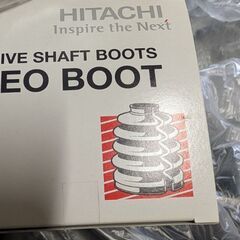 HITACHI
Inspire the Next
IVE SHAFT BOOTS
EO BOOT